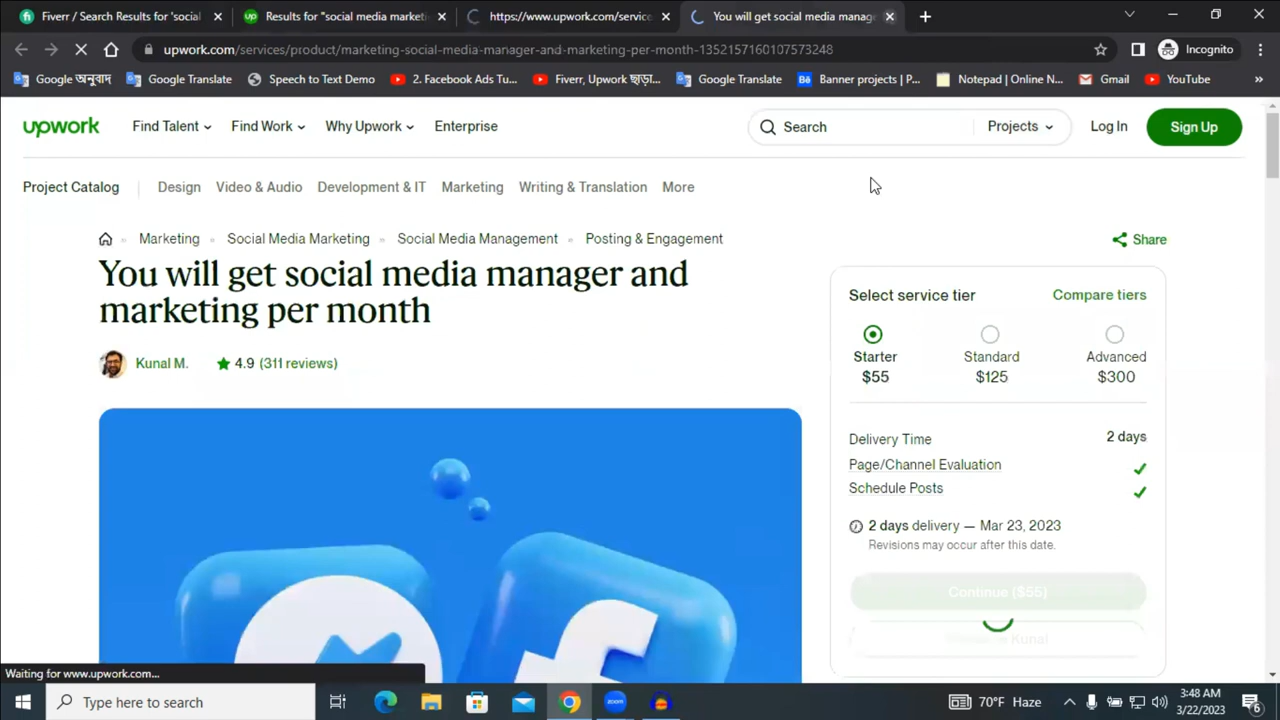 Fiverr / Search Results for 'social
Results for "social media marketi
https://www.upwork.com/service
You will get social media manag
upwork.com/services/product/marketing-social-media-manager-and-marketing-per-month-1352157160107573248
Incognito
Google অনুবাদ
Google Translate
Speech to Text Demo
2. Facebook Ads Tu...
Fiverr, Upwork ছাড়া...
Google Translate
Banner projects | P...
Notepad | Online N...
Gmail
YouTube
upwork
Find Talent
Find Work
Why Upwork
Enterprise
Search
Projects
Log In
Sign Up
Project Catalog
Design
Video & Audio
Development & IT
Marketing
Writing & Translation
More
Marketing
Social Media Marketing
Social Media Management
Posting & Engagement
Share
You will get social media manager and
marketing per month
Kunal M.
4.9 (311 reviews)
Select service tier
Compare tiers
Starter
Standard
Advanced
$55
$125
$300
Delivery Time
2 days
Page/Channel Evaluation
Schedule Posts
2 days delivery — Mar 23, 2023
Revisions may occur after this date.
Continue ($55)
Kunal
Waiting for www.upwork.com...
Type here to search
zoom
70°F Haze
3:48 AM
3/22/2023
6